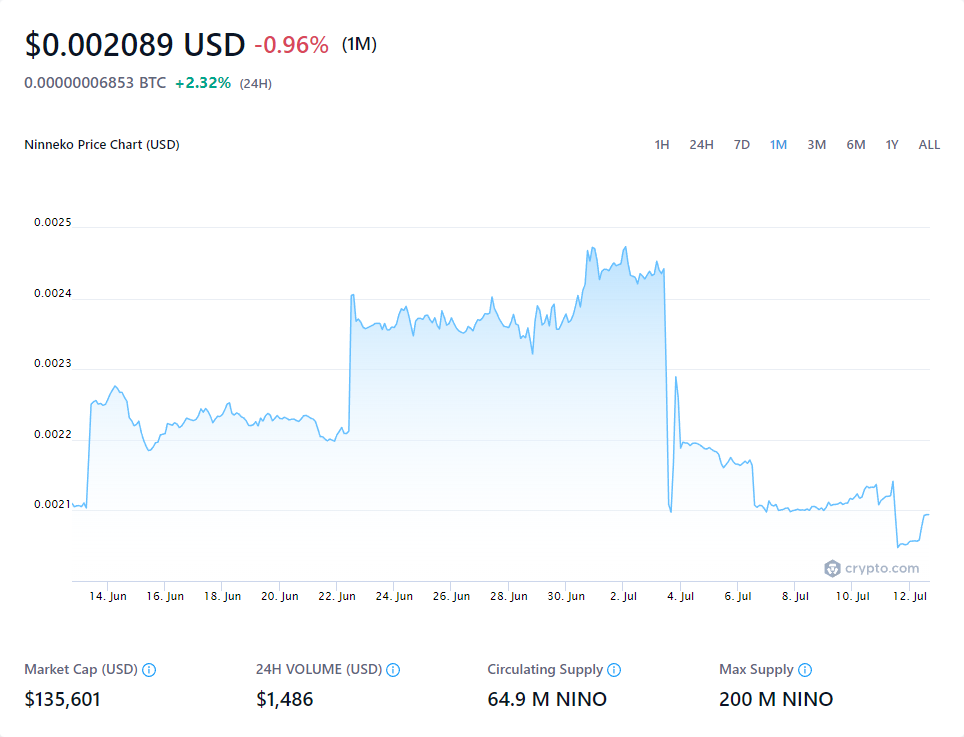 $0.002089 USD -0.96% (1M)
0.00000006853 BTC +2.32% (24H)
Ninneko Price Chart (USD) 1H 24H 7D 1M 3M 6M 1Y ALL
0.0025
0.0024
0.0023
0.0022
0.0021
crypto.com
14. Jun 16. Jun 18. Jun 20. Jun 22. Jun 24. Jun 26. Jun 28. Jun 30. Jun 2. Jul 4. Jul 6. Jul 8. Jul 10. Jul 12. Jul
Market Cap (USD) 24H VOLUME (USD) Circulating Supply Max Supply
$135,601 $1,486 64.9 M NINO 200 M NINO